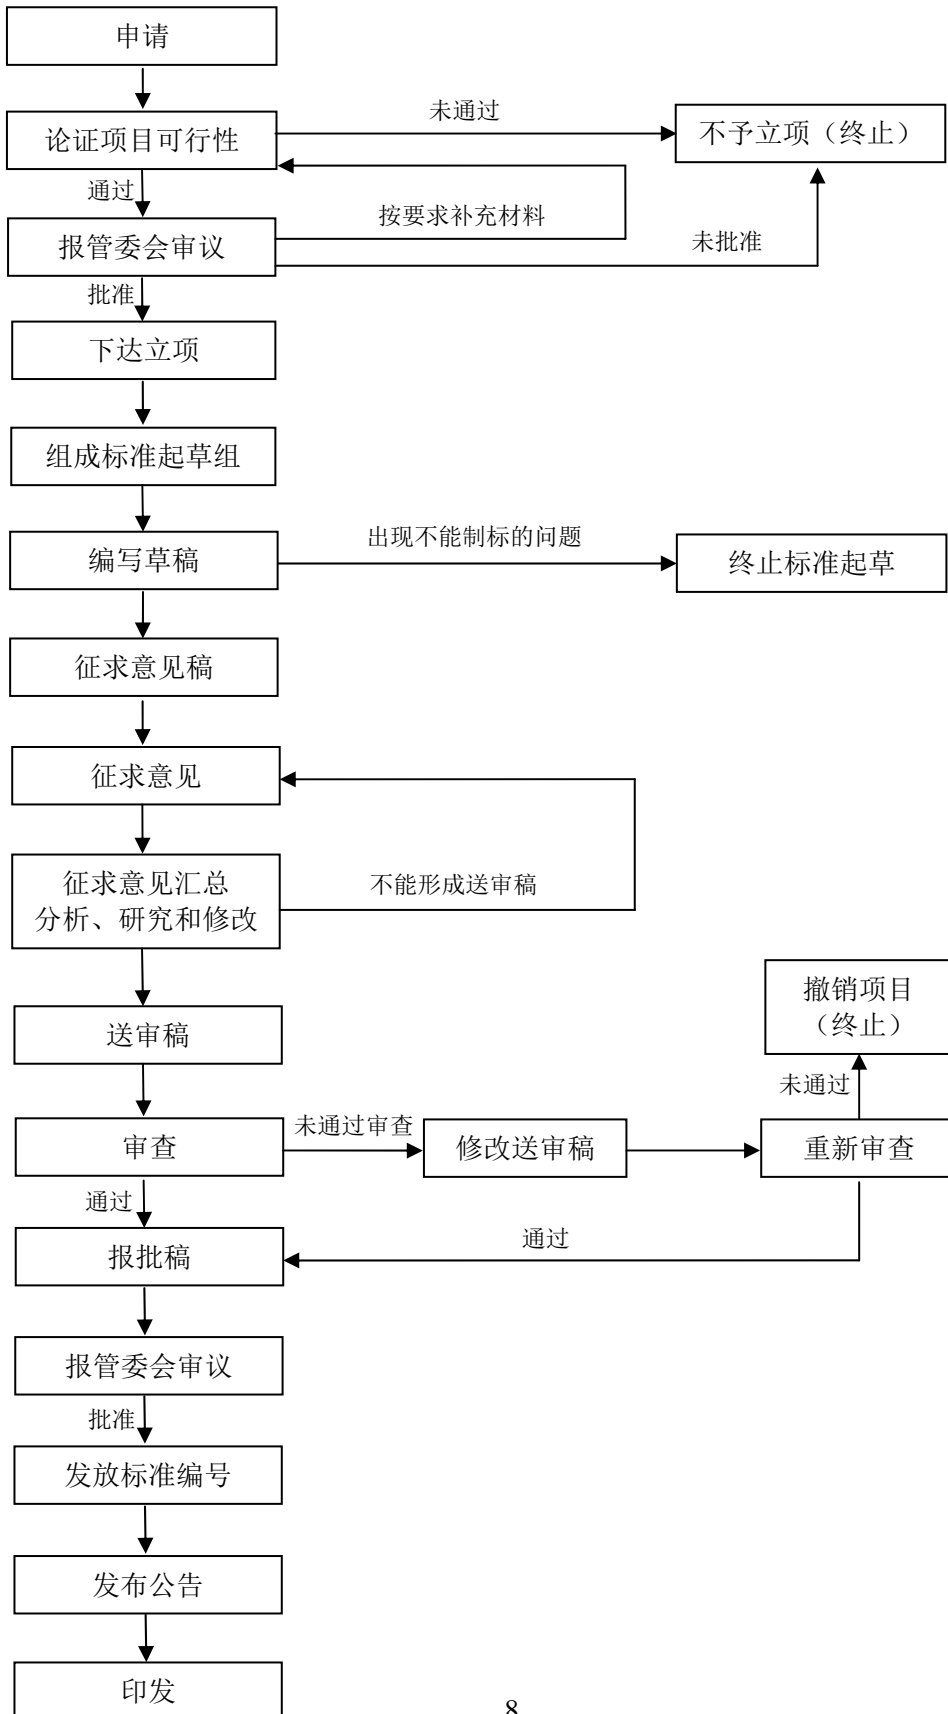 申请
论证项目可行性
未通过
不予立项（终止）
通过
按要求补充材料
报管委会审议
未批准
批准
下达立项
组成标准起草组
编写草稿
出现不能制标的问题
终止标准起草
征求意见稿
征求意见
征求意见汇总
分析、研究和修改
不能形成送审稿
送审稿
撤销项目
（终止）
未通过
审查
未通过审查
修改送审稿
重新审查
通过
报批稿
通过
报管委会审议
批准
发放标准编号
发布公告
印发
8